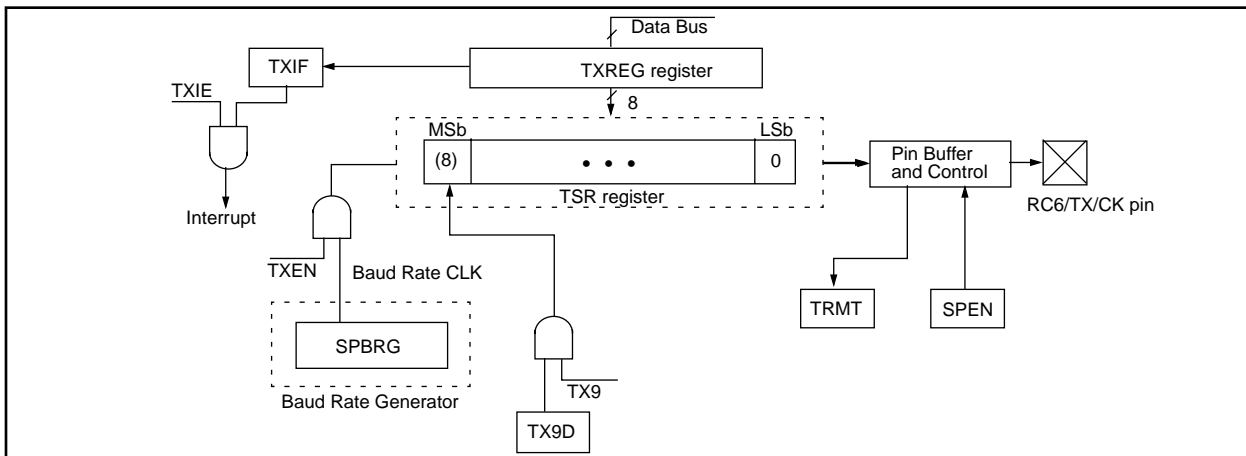 Data Bus
TXIF
TXREG register
TXIE
8
MSb
LSb
(8)
• • •
0
Pin Buffer
and Control
TSR register
Interrupt
RC6/TX/CK pin
TXEN
Baud Rate CLK
TRMT
SPEN
SPBRG
TX9
Baud Rate Generator
TX9D